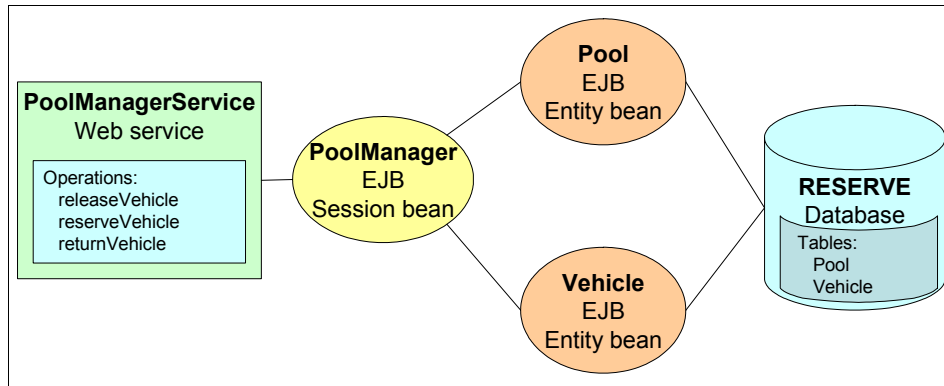 PoolManagerService
Web service
Operations:
releaseVehicle
reserveVehicle
returnVehicle
PoolManager
EJB
Session bean
Pool
EJB
Entity bean
Vehicle
EJB
Entity bean
RESERVE
Database
Tables:
Pool
Vehicle